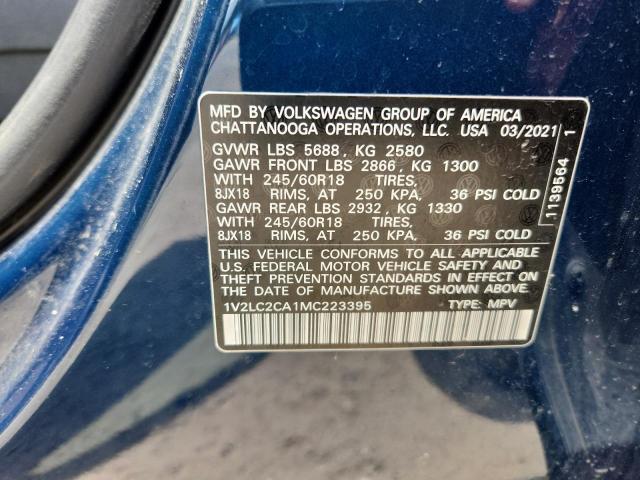 MFD BY VOLKSWAGEN GROUP OF AMERICA
CHATTANOOGA OPERATIONS, LLC. USA 03/2021
GVWR LBS 5688, KG 2580
GAWR FRONT LBS 2866, KG 1300
WITH 245/60R18 TIRES,
8JX18 RIMS, AT 250 KPA, 36 PSI COLD
GAWR REAR LBS 2932, KG 1330
WITH 245/60R18 TIRES,
8JX18 RIMS, AT 250 KPA, 36 PSI COLD
THIS VEHICLE CONFORMS TO ALL APPLICABLE
U.S. FEDERAL MOTOR VEHICLE SAFETY AND
THEFT PREVENTION STANDARDS IN EFFECT ON
THE DATE OF MANUFACTURE SHOWN ABOVE.
1V2LC2CA1MC223395 TYPE: MPV
1139564 1